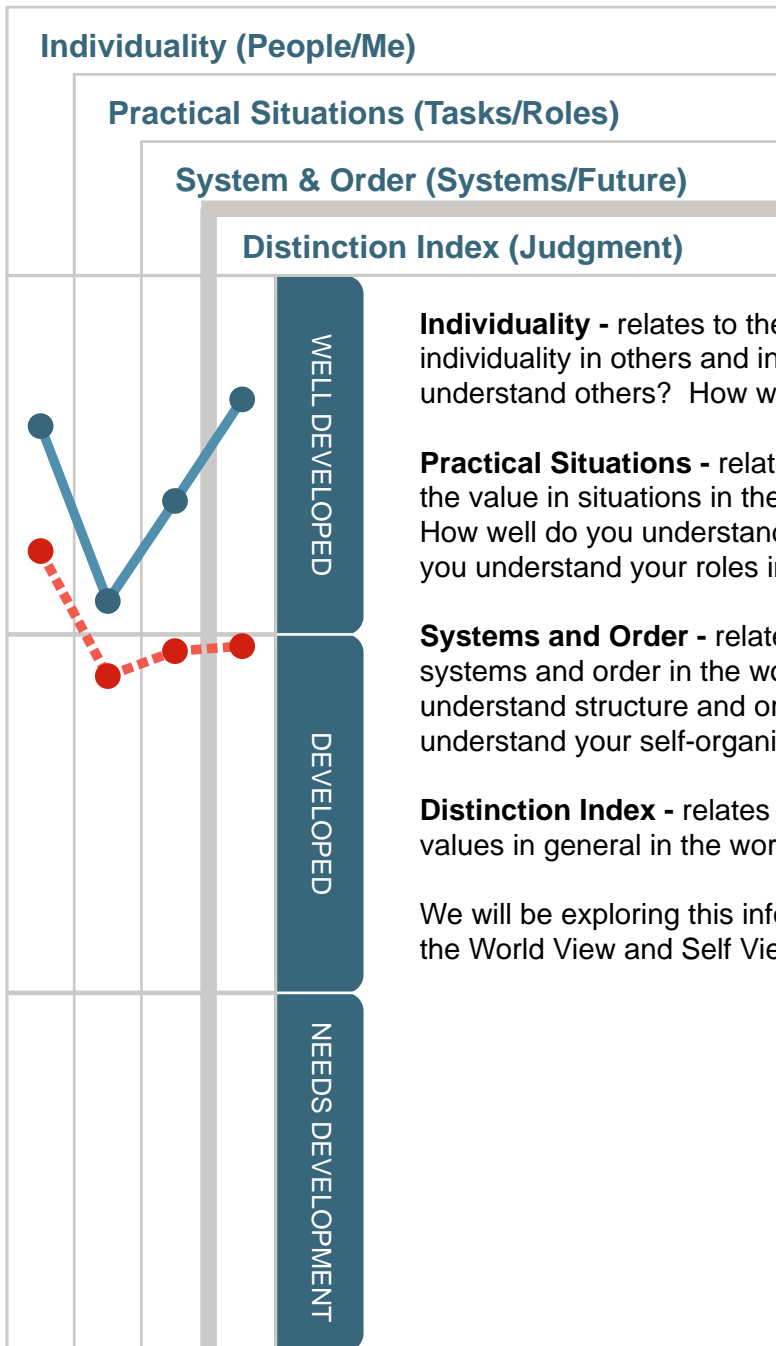 Individuality (People/Me)
Practical Situations (Tasks/Roles)
System & Order (Systems/Future)
Distinction Index (Judgment)
WELL DEVELOPED
DEVELOPED
NEEDS DEVELOPMENT
Individuality - relates to the
individuality in others and in
understand others? How w
Practical Situations - relat
the value in situations in the
How well do you understan
you understand your roles i
Systems and Order - relate
systems and order in the wo
understand structure and or
understand your self-organi
Distinction Index - relates
values in general in the wor
We will be exploring this inf
the World View and Self Vie